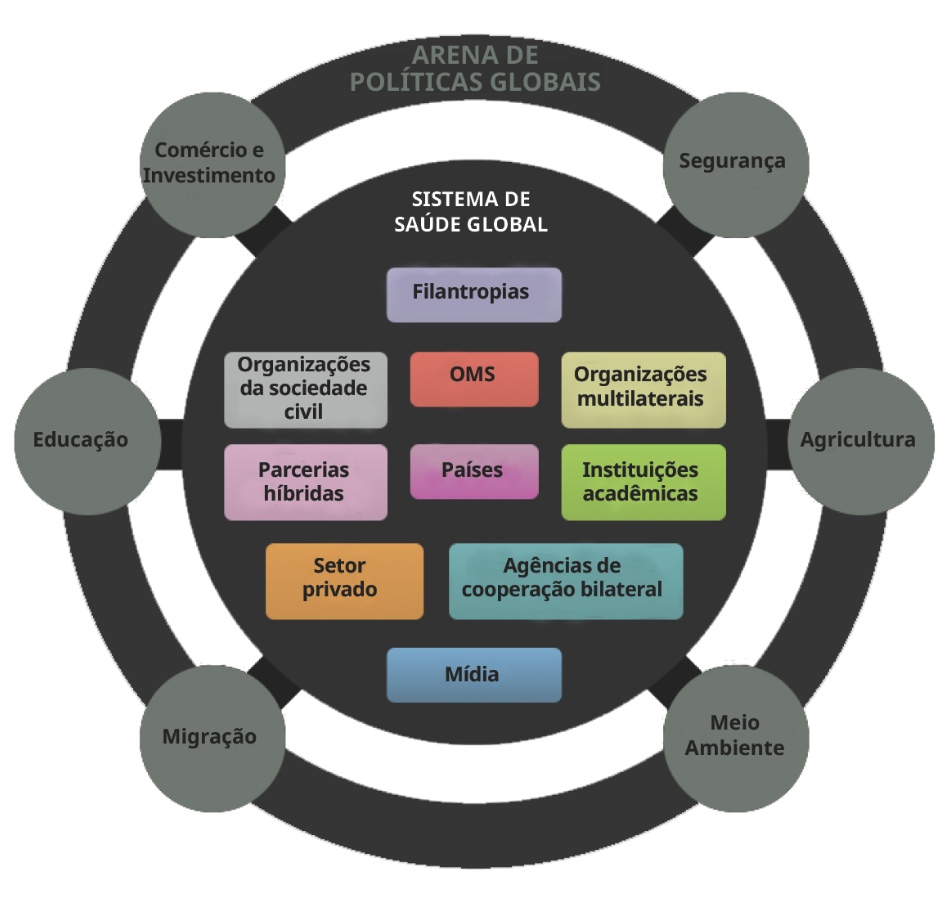 ARENA DE
POLÍTICAS GLOBAIS
Comércio e
Investimento
Segurança
SISTEMA DE
SAÚDE GLOBAL
Filantropias
Organizações
da sociedade
civil
OMS
Organizações
multilaterais
Educação
Agricultura
Parcerias
híbridas
Países
Instituições
acadêmicas
Setor
privado
Agências de
cooperação bilateral
Mídia
Migração
Meio
Ambiente